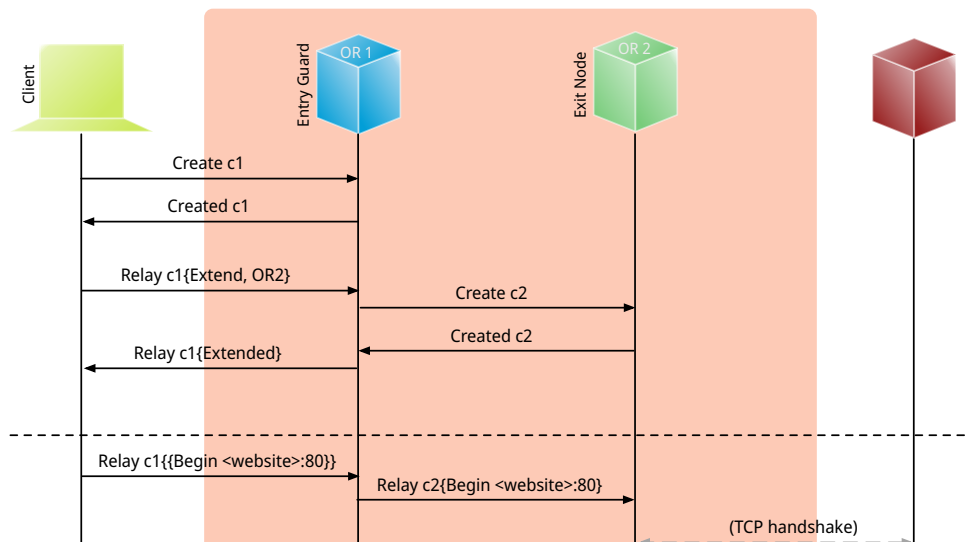 Client
Entry Guard
OR 1
Exit Node
OR 2
Create c1
Created c1
Relay c1{Extend, OR2}
Create c2
Created c2
Relay c1{Extended}
Relay c1{{Begin <website>:80}}
Relay c2{Begin <website>:80}
(TCP handshake)